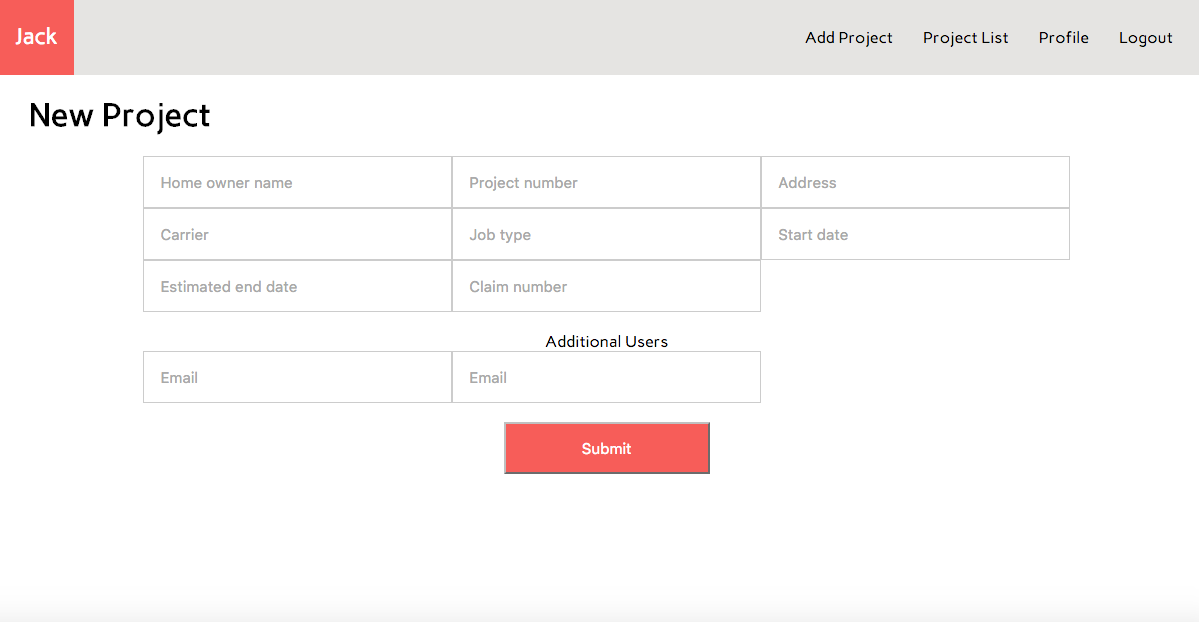 Jack
Add Project Project List Profile Logout
New Project
Home owner name Project number Address
Carrier Job type Start date
Estimated end date Claim number
Additional Users
Email Email
Submit